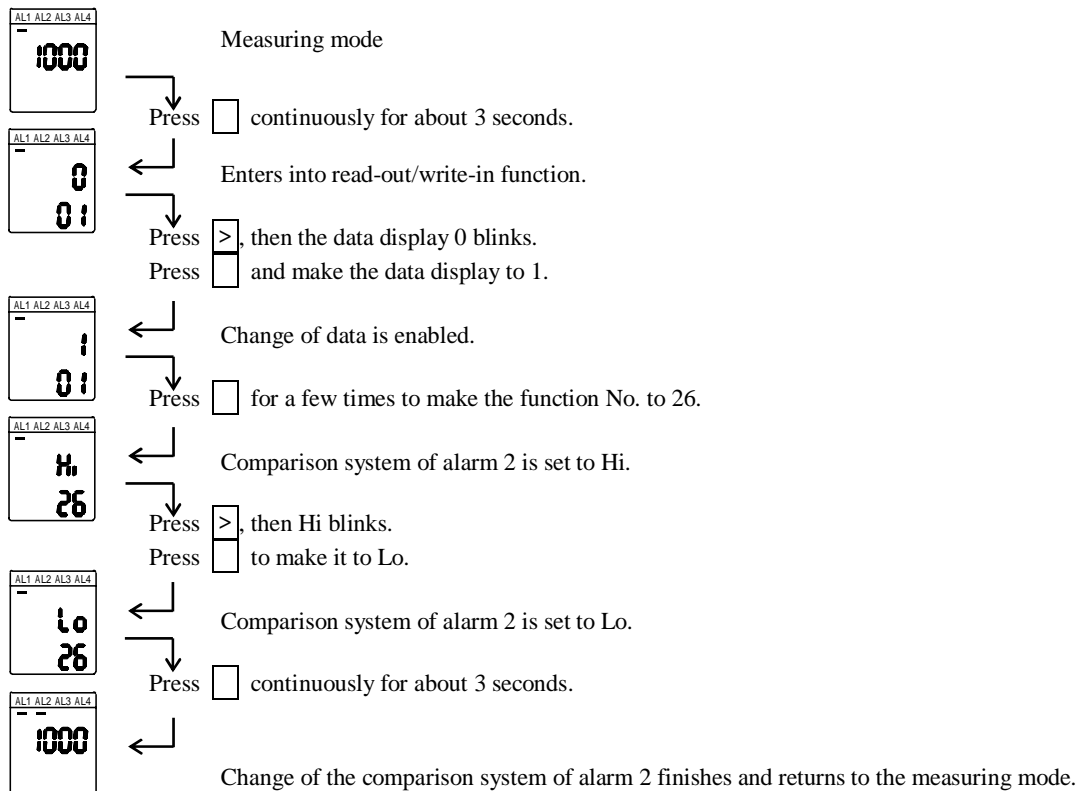 AL1 AL2 AL3 AL4
1000
Measuring mode
Press continuously for about 3 seconds.
AL1 AL2 AL3 AL4
0
01
Enters into read-out/write-in function.
Press >, then the data display 0 blinks.
Press and make the data display to 1.
AL1 AL2 AL3 AL4
1
01
Change of data is enabled.
Press for a few times to make the function No. to 26.
AL1 AL2 AL3 AL4
Hi
26
Comparison system of alarm 2 is set to Hi.
Press >, then Hi blinks.
Press to make it to Lo.
AL1 AL2 AL3 AL4
Lo
26
Comparison system of alarm 2 is set to Lo.
Press continuously for about 3 seconds.
AL1 AL2 AL3 AL4
1000
Change of the comparison system of alarm 2 finishes and returns to the measuring mode.